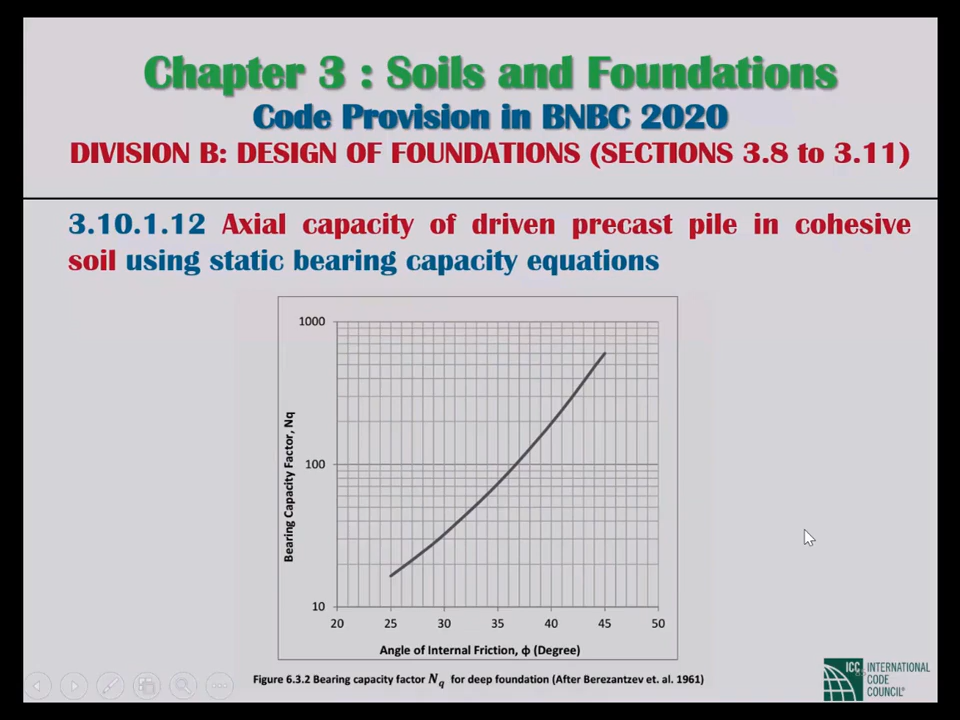 Chapter 3 : Soils and Foundations
Code Provision in BNBC 2020
DIVISION B: DESIGN OF FOUNDATIONS (SECTIONS 3.8 to 3.11)
3.10.1.12 Axial capacity of driven precast pile in cohesive
soil using static bearing capacity equations
1000
100
10
Bearing Capacity Factor, Nq
20 25 30 35 40 45 50
Angle of Internal Friction, ϕ (Degree)
Figure 6.3.2 Bearing capacity factor Nq for deep foundation (After Berezantzev et. al. 1961)
ICC INTERNATIONAL
CODE
COUNCIL®